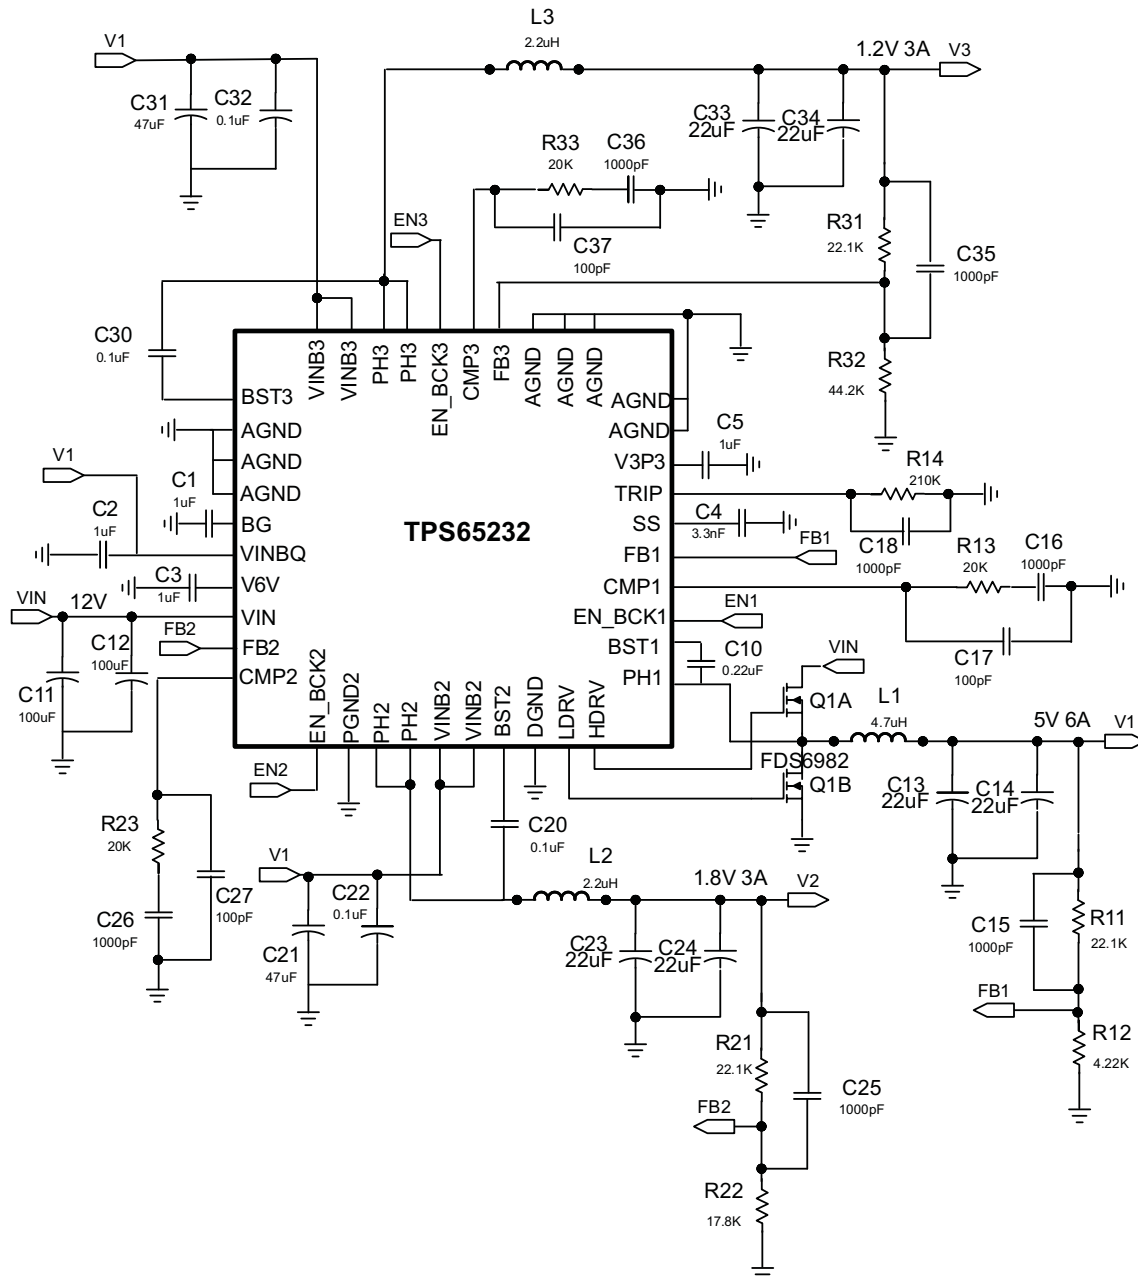 V1
L3
2.2uH
1.2V 3A
V3
C31
47uF
C32
0.1uF
C33
22uF
C34
22uF
R33
20K
C36
1000pF
C37
100pF
EN3
R31
22.1K
C35
1000pF
R32
44.2K
C30
0.1uF
VINB3
VINB3
PH3
PH3
EN_BCK3
CMP3
FB3
AGND
AGND
AGND
BST3
AGND
AGND
AGND
BG
VINBQ
V6V
VIN
FB2
CMP2
TPS65232
AGND
AGND
V3P3
TRIP
SS
FB1
CMP1
EN_BCK1
BST1
PH1
EN_BCK2
PGND2
PH2
PH2
VINB2
VINB2
BST2
DGND
LDRV
HDRV
V1
C1
1uF
C2
1uF
C3
1uF
VIN
12V
FB2
C11
100uF
C12
100uF
C5
1uF
R14
210K
C4
3.3nF
C18
1000pF
FB1
R13
20K
C16
1000pF
EN1
C17
100pF
C10
0.22uF
VIN
Q1A
L1
4.7uH
5V 6A
V1
FDS6982
Q1B
C13
22uF
C14
22uF
EN2
R23
20K
C27
100pF
C26
1000pF
V1
C22
0.1uF
C21
47uF
C20
0.1uF
L2
2.2uH
1.8V 3A
V2
C23
22uF
C24
22uF
C15
1000pF
R11
22.1K
FB1
R12
4.22K
R21
22.1K
C25
1000pF
FB2
R22
17.8K